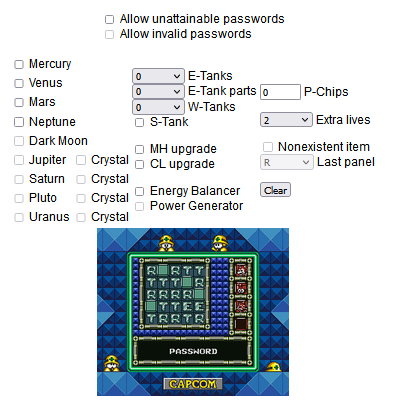 Allow unattainable passwords
Allow invalid passwords
Mercury
Venus
Mars
Neptune
Dark Moon
Jupiter Crystal
Saturn Crystal
Pluto Crystal
Uranus Crystal
0 E-Tanks
0 E-Tank parts
0 W-Tanks
S-Tank
MH upgrade
CL upgrade
Energy Balancer
Power Generator
0 P-Chips
2 Extra lives
Nonexistent item
R Last panel
Clear
PASSWORD
CAPCOM